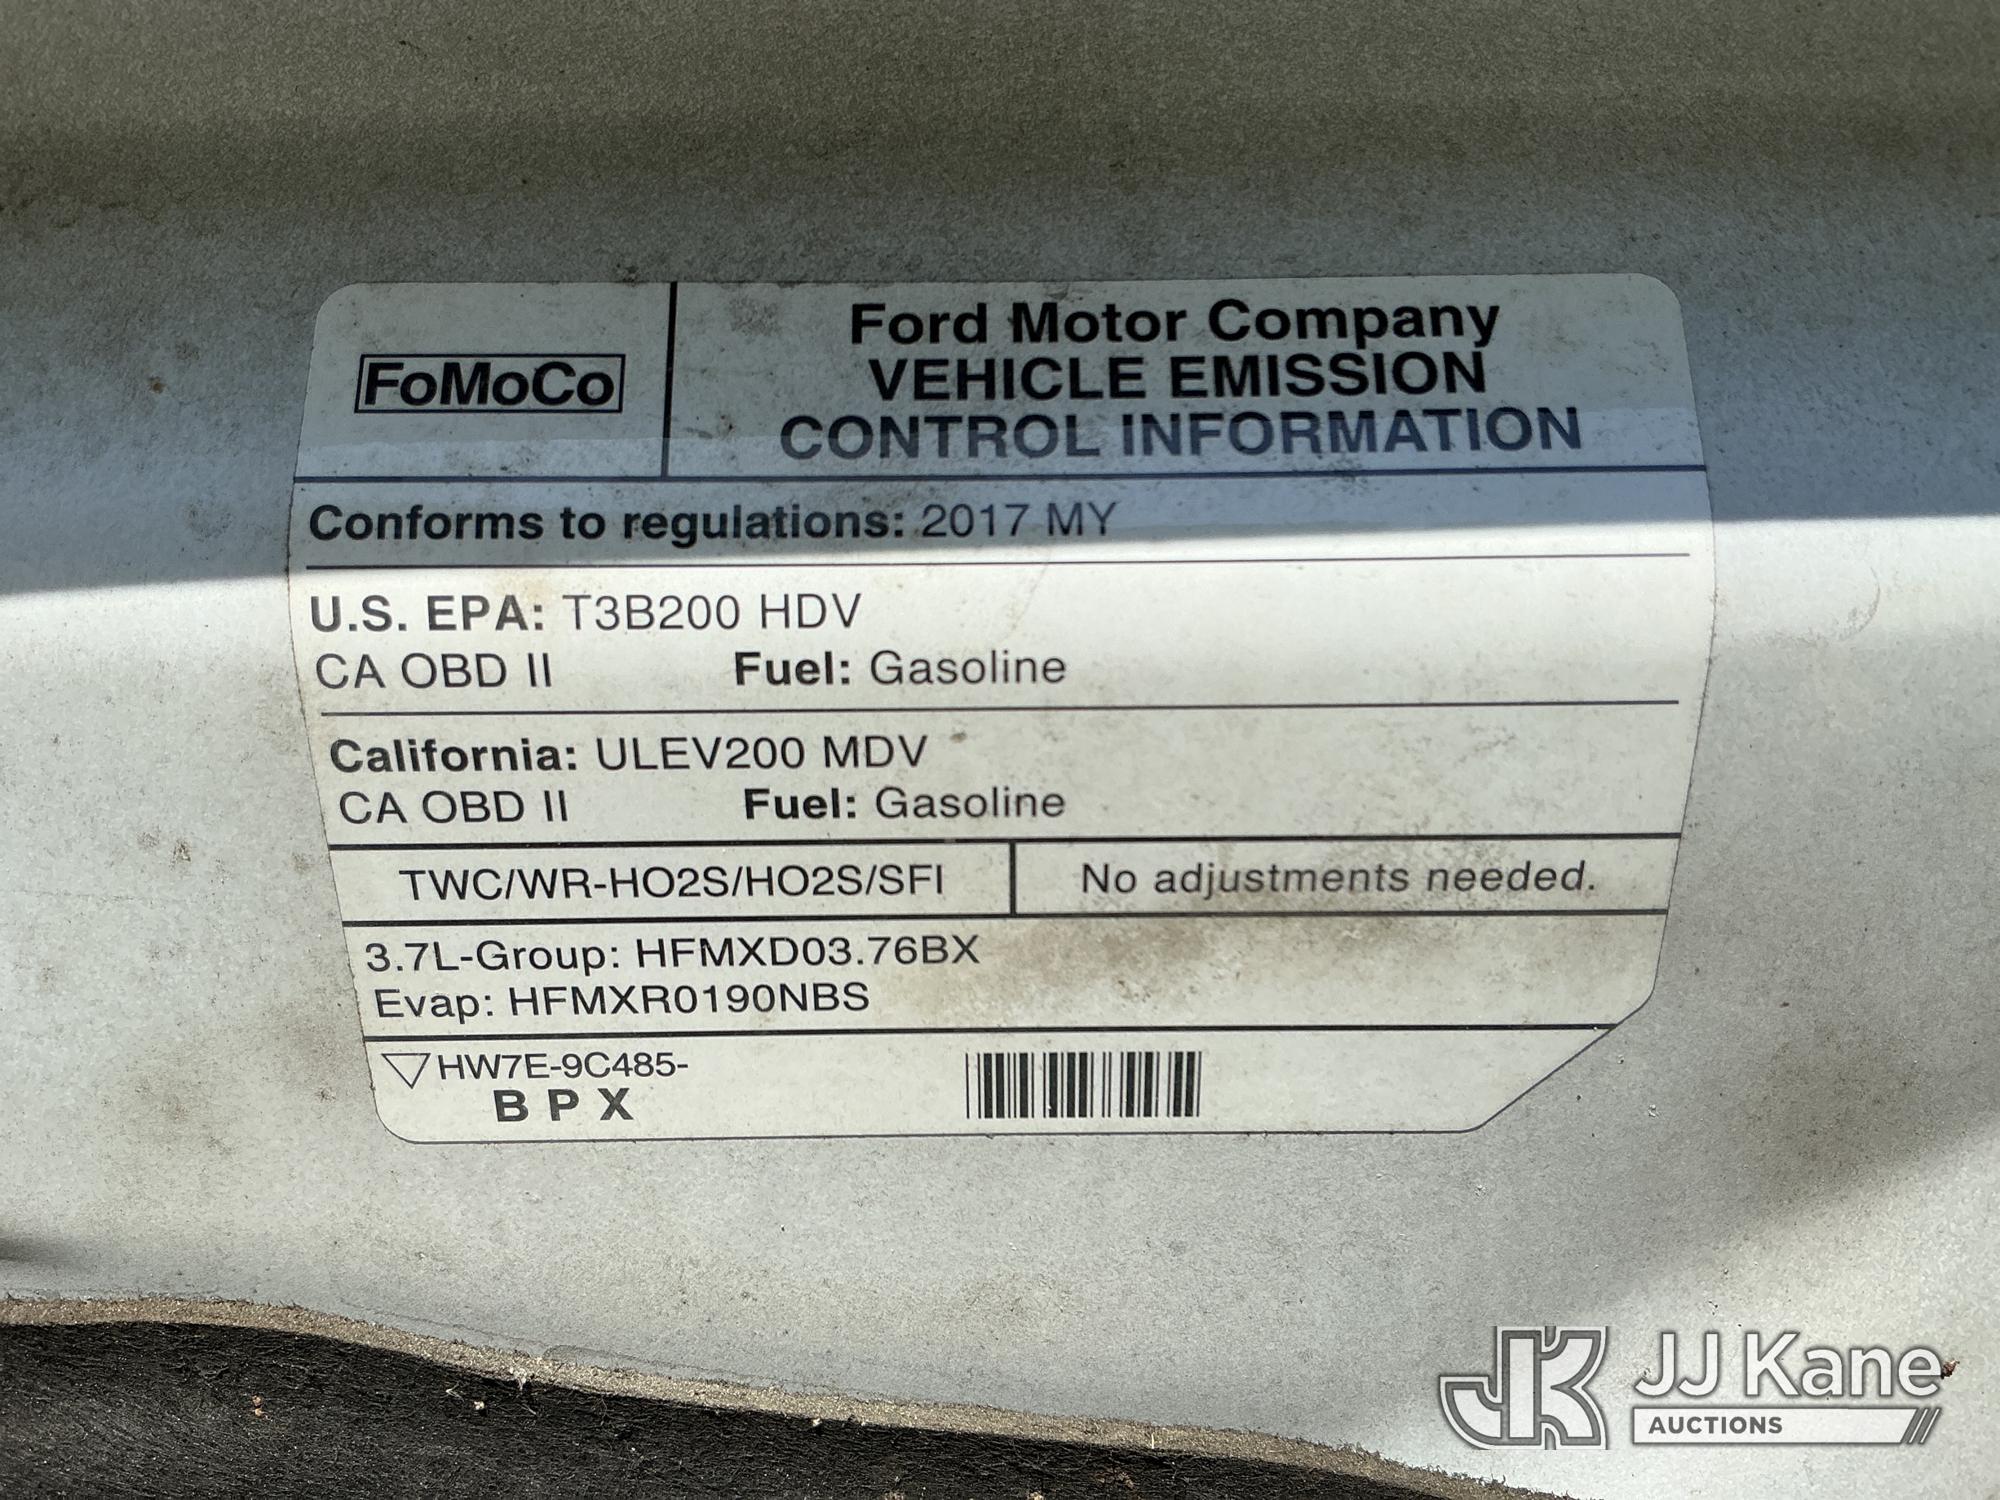 FoMoCo
Ford Motor Company
VEHICLE EMISSION
CONTROL INFORMATION
Conforms to regulations: 2017 MY
U.S. EPA: T3B200 HDV
CA OBD II Fuel: Gasoline
California: ULEV200 MDV
CA OBD II Fuel: Gasoline
TWC/WR-HO2S/HO2S/SFI
No adjustments needed.
3.7L-Group: HFMXD03.76BX
Evap: HFMXR0190NBS
HW7E-9C485-
B P X
JK JJ Kane
AUCTIONS